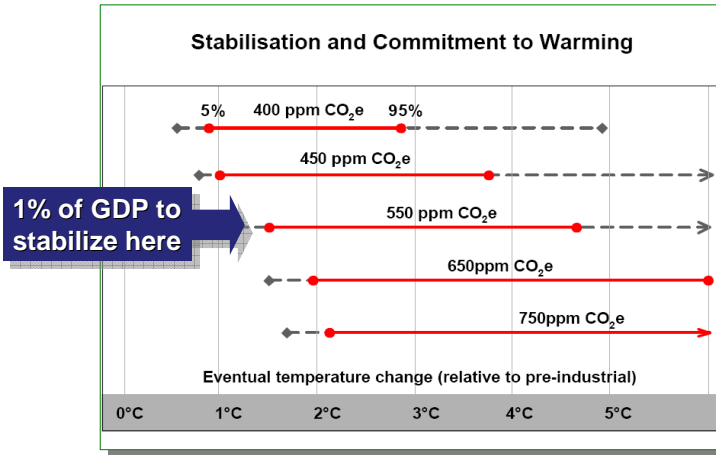 Stabilisation and Commitment to Warming
5% 400 ppm CO₂e 95%
450 ppm CO₂e
1% of GDP to
stabilize here
550 ppm CO₂e
650ppm CO₂e
750ppm CO₂e
Eventual temperature change (relative to pre-industrial)
0°C 1°C 2°C 3°C 4°C 5°C